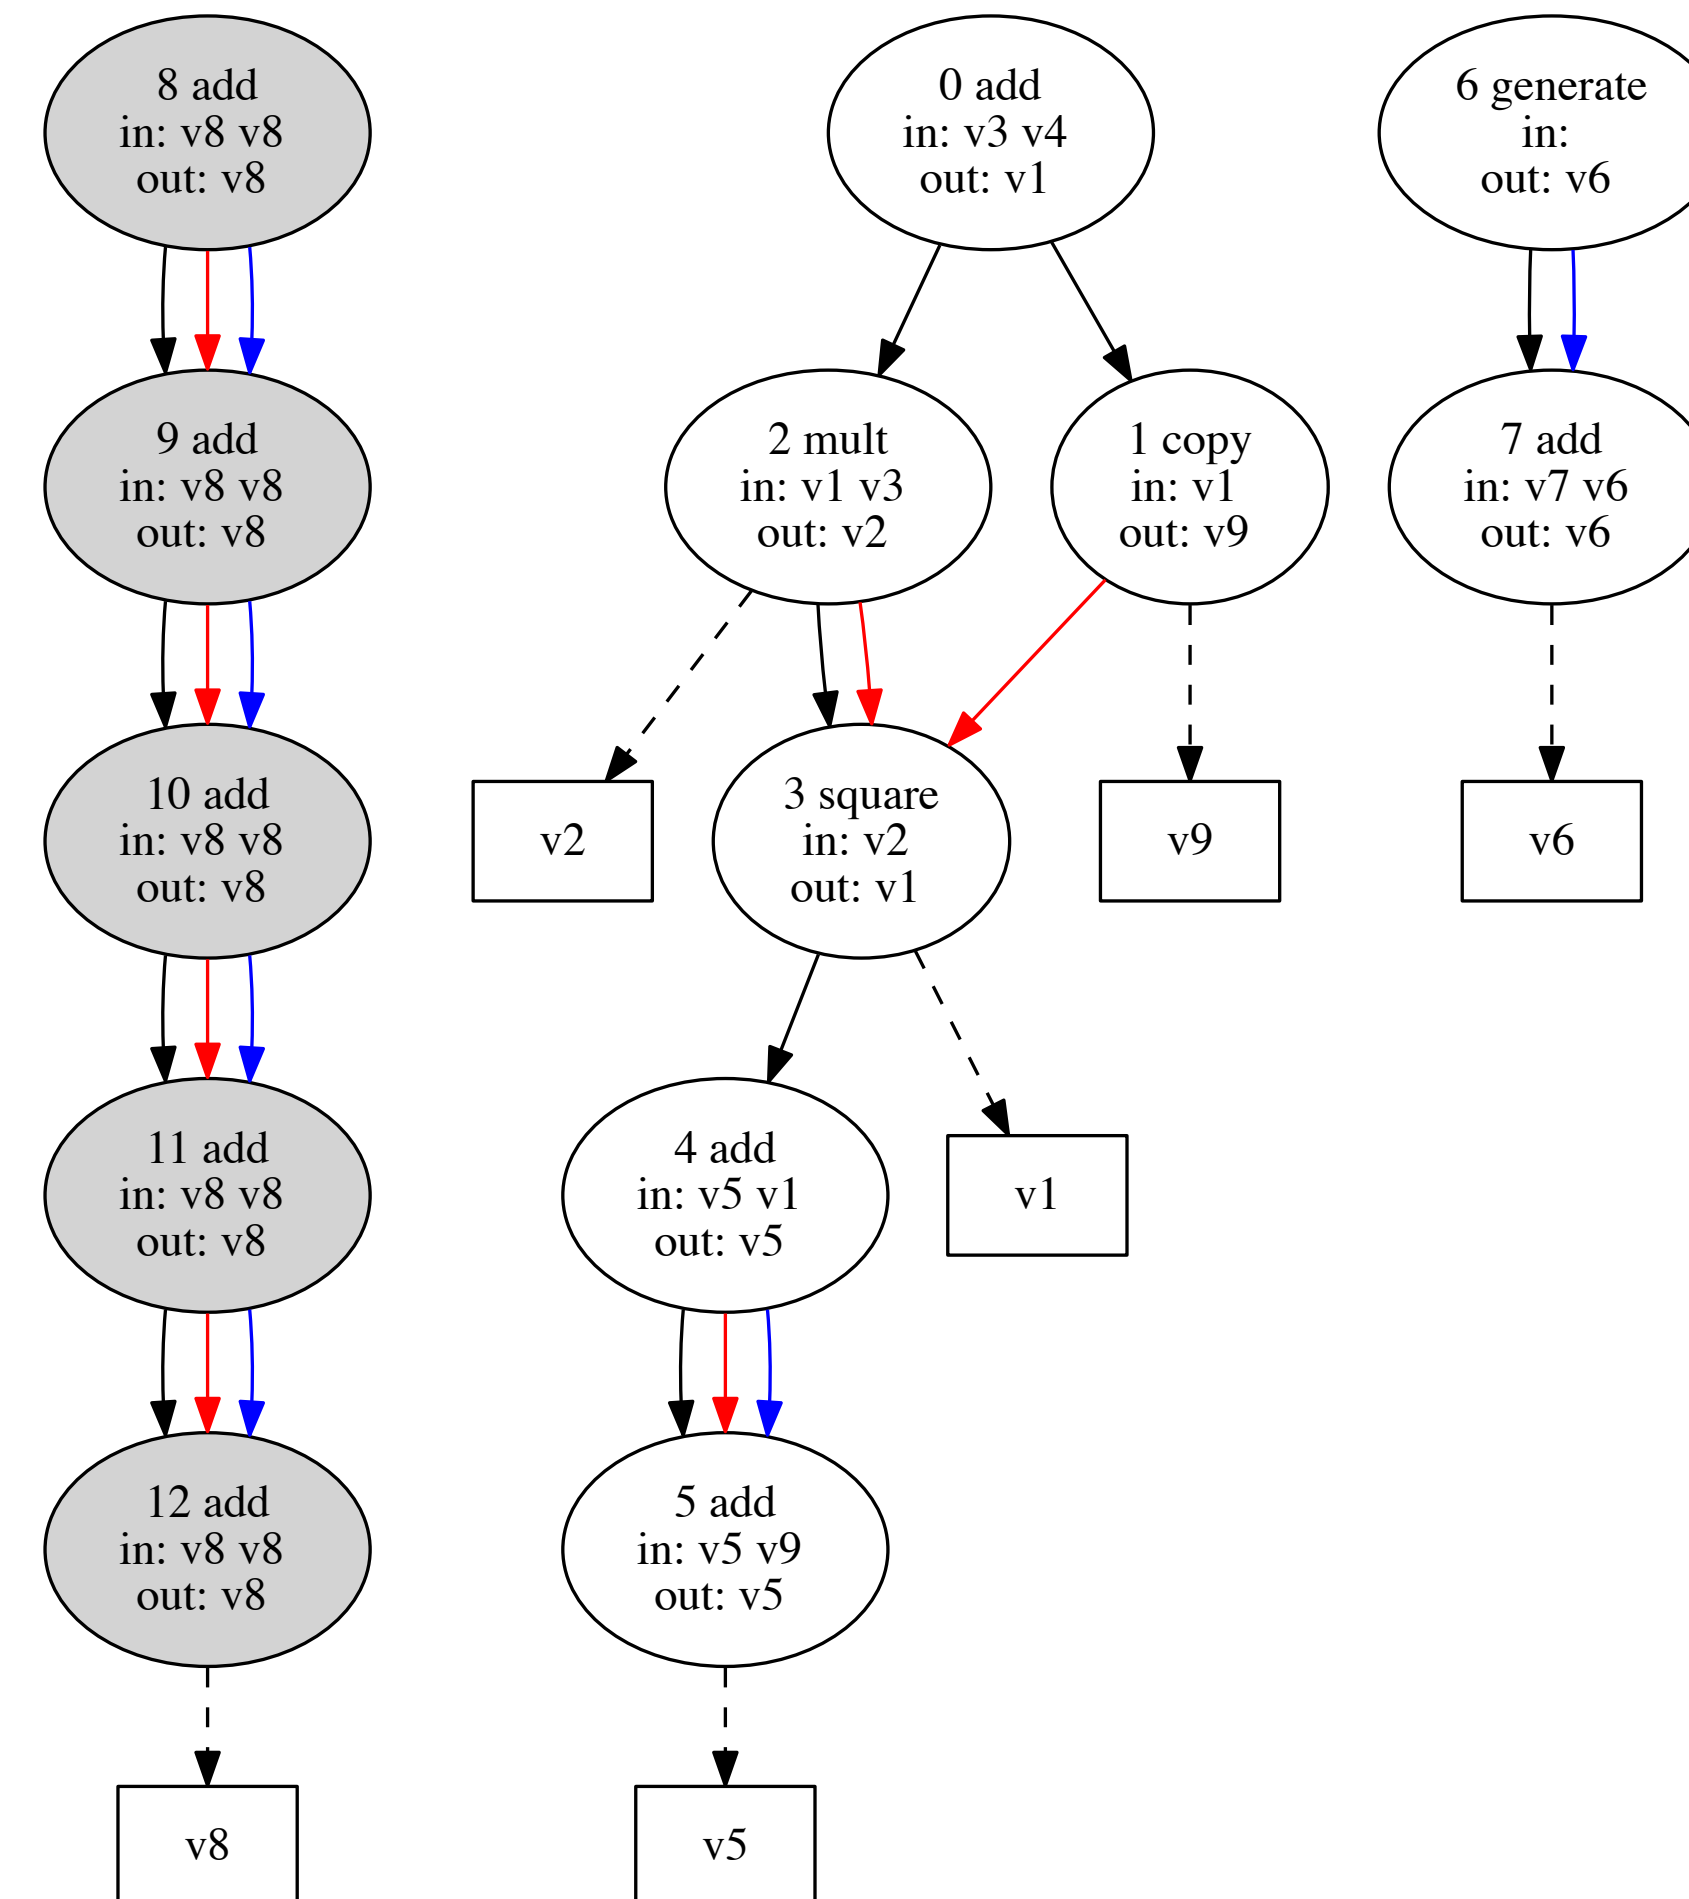 8 add
in: v8 v8
out: v8
0 add
in: v3 v4
out: v1
6 generate
in:
out: v6
9 add
in: v8 v8
out: v8
2 mult
in: v1 v3
out: v2
1 copy
in: v1
out: v9
7 add
in: v7 v6
out: v6
10 add
in: v8 v8
out: v8
v2
3 square
in: v2
out: v1
v9
v6
11 add
in: v8 v8
out: v8
4 add
in: v5 v1
out: v5
v1
12 add
in: v8 v8
out: v8
5 add
in: v5 v9
out: v5
v8
v5